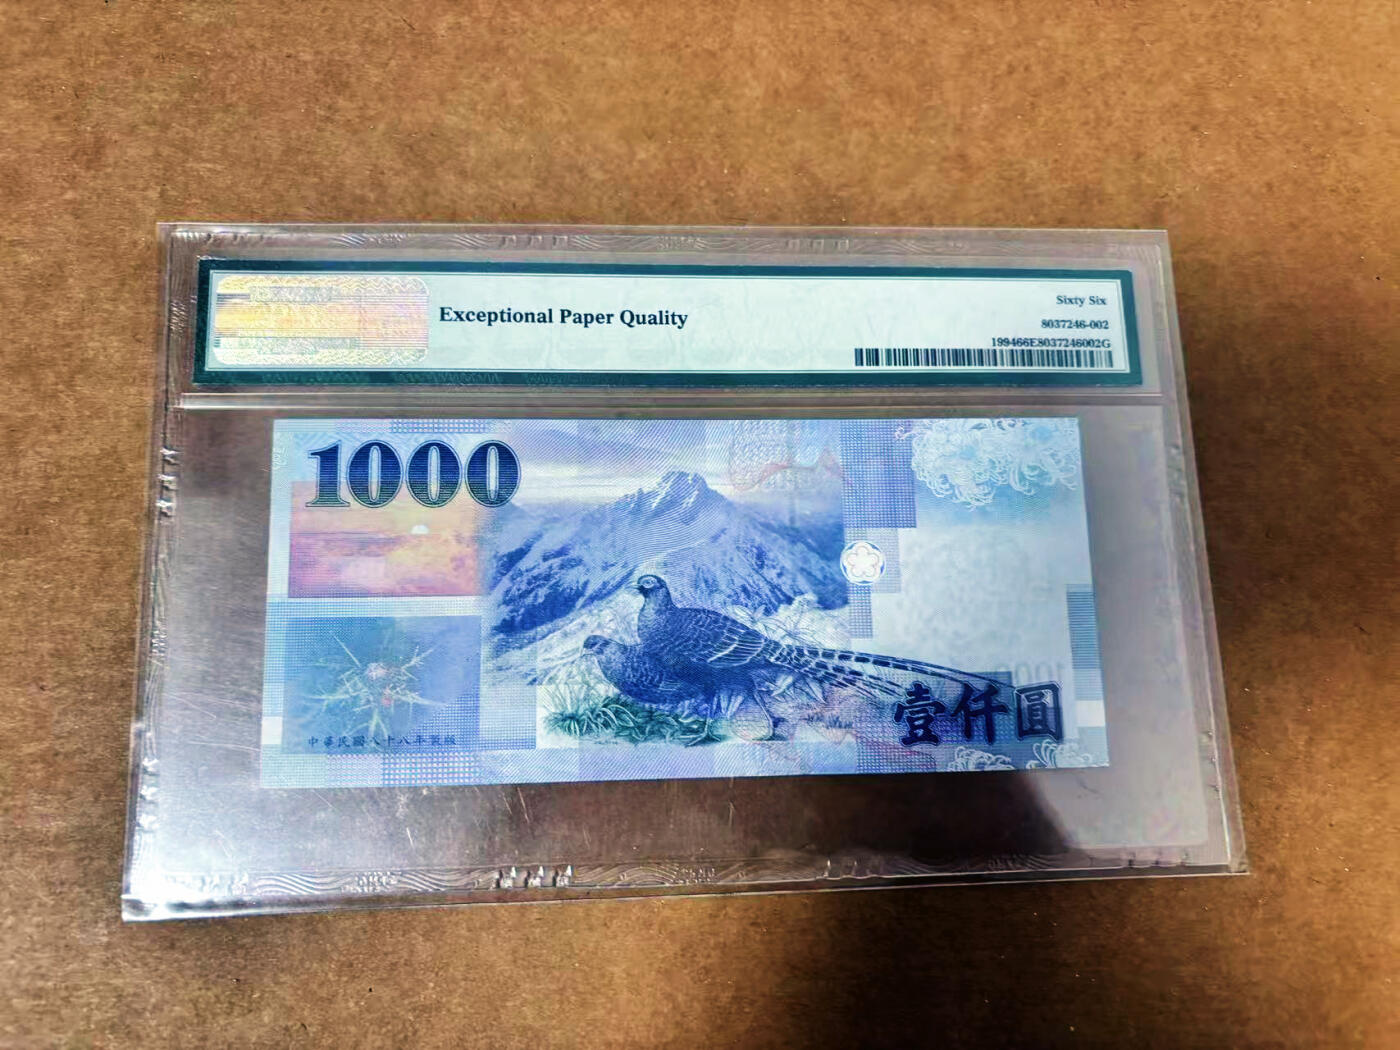 Exceptional Paper Quality
Sixty Six
8037246-002
199466E8037246002G
1000
中華民國八十八年製版
壹仟圓